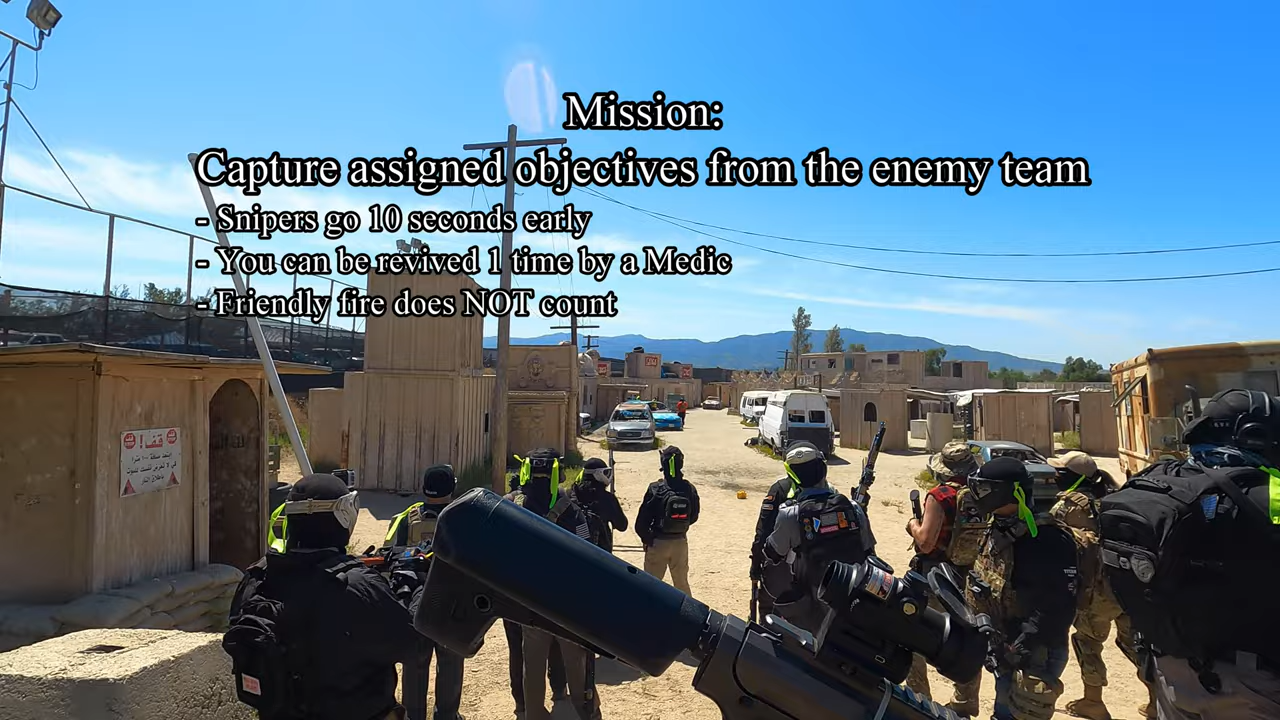 Mission:
Capture assigned objectives from the enemy team
- Snipers go 10 seconds early
- You can be revived 1 time by a Medic
- Friendly fire does NOT count
قف!